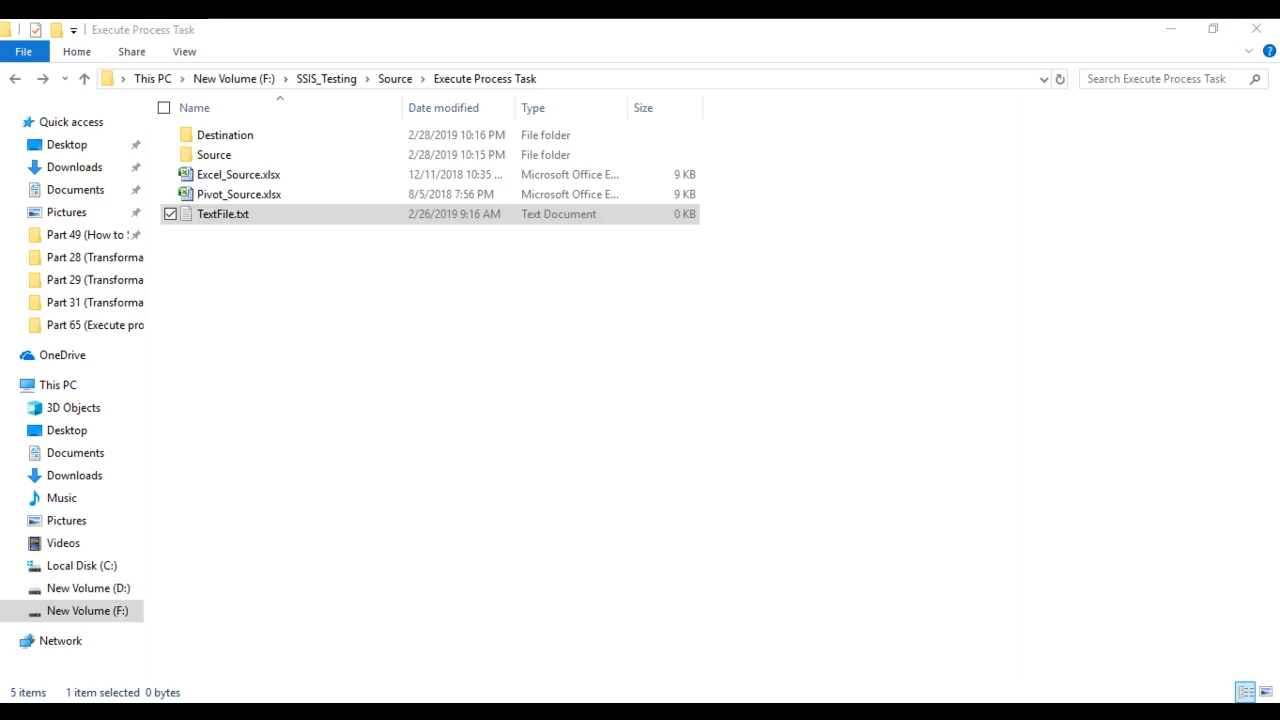 Execute Process Task
File Home Share View
This PC New Volume (F:) SSIS_Testing Source Execute Process Task Search Execute Process Task
Name Date modified Type Size
Destination 2/28/2019 10:16 PM File folder
Source 2/28/2019 10:15 PM File folder
Excel_Source.xlsx 12/11/2018 10:35 ... Microsoft Office E... 9 KB
Pivot_Source.xlsx 8/5/2018 7:56 PM Microsoft Office E... 9 KB
TextFile.txt 2/26/2019 9:16 AM Text Document 0 KB
Quick access
Desktop
Downloads
Documents
Pictures
Part 49 (How to
Part 28 (Transforma
Part 29 (Transforma
Part 31 (Transforma
Part 65 (Execute pro
OneDrive
This PC
3D Objects
Desktop
Documents
Downloads
Music
Pictures
Videos
Local Disk (C:)
New Volume (D:)
New Volume (F:)
Network
5 items 1 item selected 0 bytes